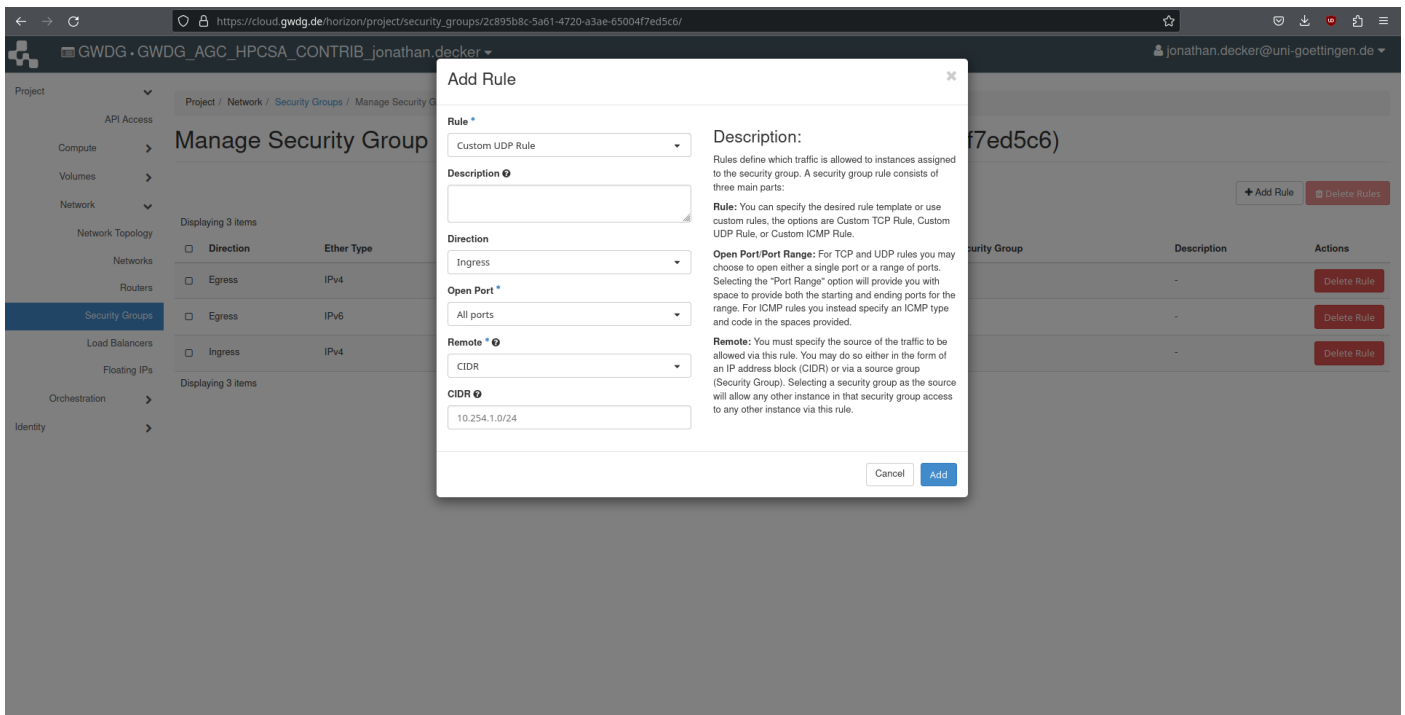 https://cloud.gwdg.de/horizon/project/security_groups/2c895b8c-5a61-4720-a3ae-65004f7ed5c6/
GWDG • GWDG_AGC_HPCSA_CONTRIB_jonathan.decker
jonathan.decker@uni-goettingen.de
Project
API Access
Compute
Volumes
Network
Network Topology
Networks
Routers
Security Groups
Load Balancers
Floating IPs
Orchestration
Identity
Project / Network / Security Groups / Manage Security G
Manage Security Group
f7ed5c6)
+ Add Rule
Delete Rules
Displaying 3 items
Direction Ether Type curity Group Description Actions
Egress IPv4 - Delete Rule
Egress IPv6 - Delete Rule
Ingress IPv4 - Delete Rule
Displaying 3 items
Add Rule
×
Rule *
Custom UDP Rule
Description
Direction
Ingress
Open Port *
All ports
Remote *
CIDR
CIDR
10.254.1.0/24
Description:
Rules define which traffic is allowed to instances assigned
to the security group. A security group rule consists of
three main parts:
Rule: You can specify the desired rule template or use
custom rules, the options are Custom TCP Rule, Custom
UDP Rule, or Custom ICMP Rule.
Open Port/Port Range: For TCP and UDP rules you may
choose to open either a single port or a range of ports.
Selecting the "Port Range" option will provide you with
space to provide both the starting and ending ports for the
range. For ICMP rules you instead specify an ICMP type
and code in the spaces provided.
Remote: You must specify the source of the traffic to be
allowed via this rule. You may do so either in the form of
an IP address block (CIDR) or via a source group
(Security Group). Selecting a security group as the source
will allow any other instance in that security group access
to any other instance via this rule.
Cancel
Add